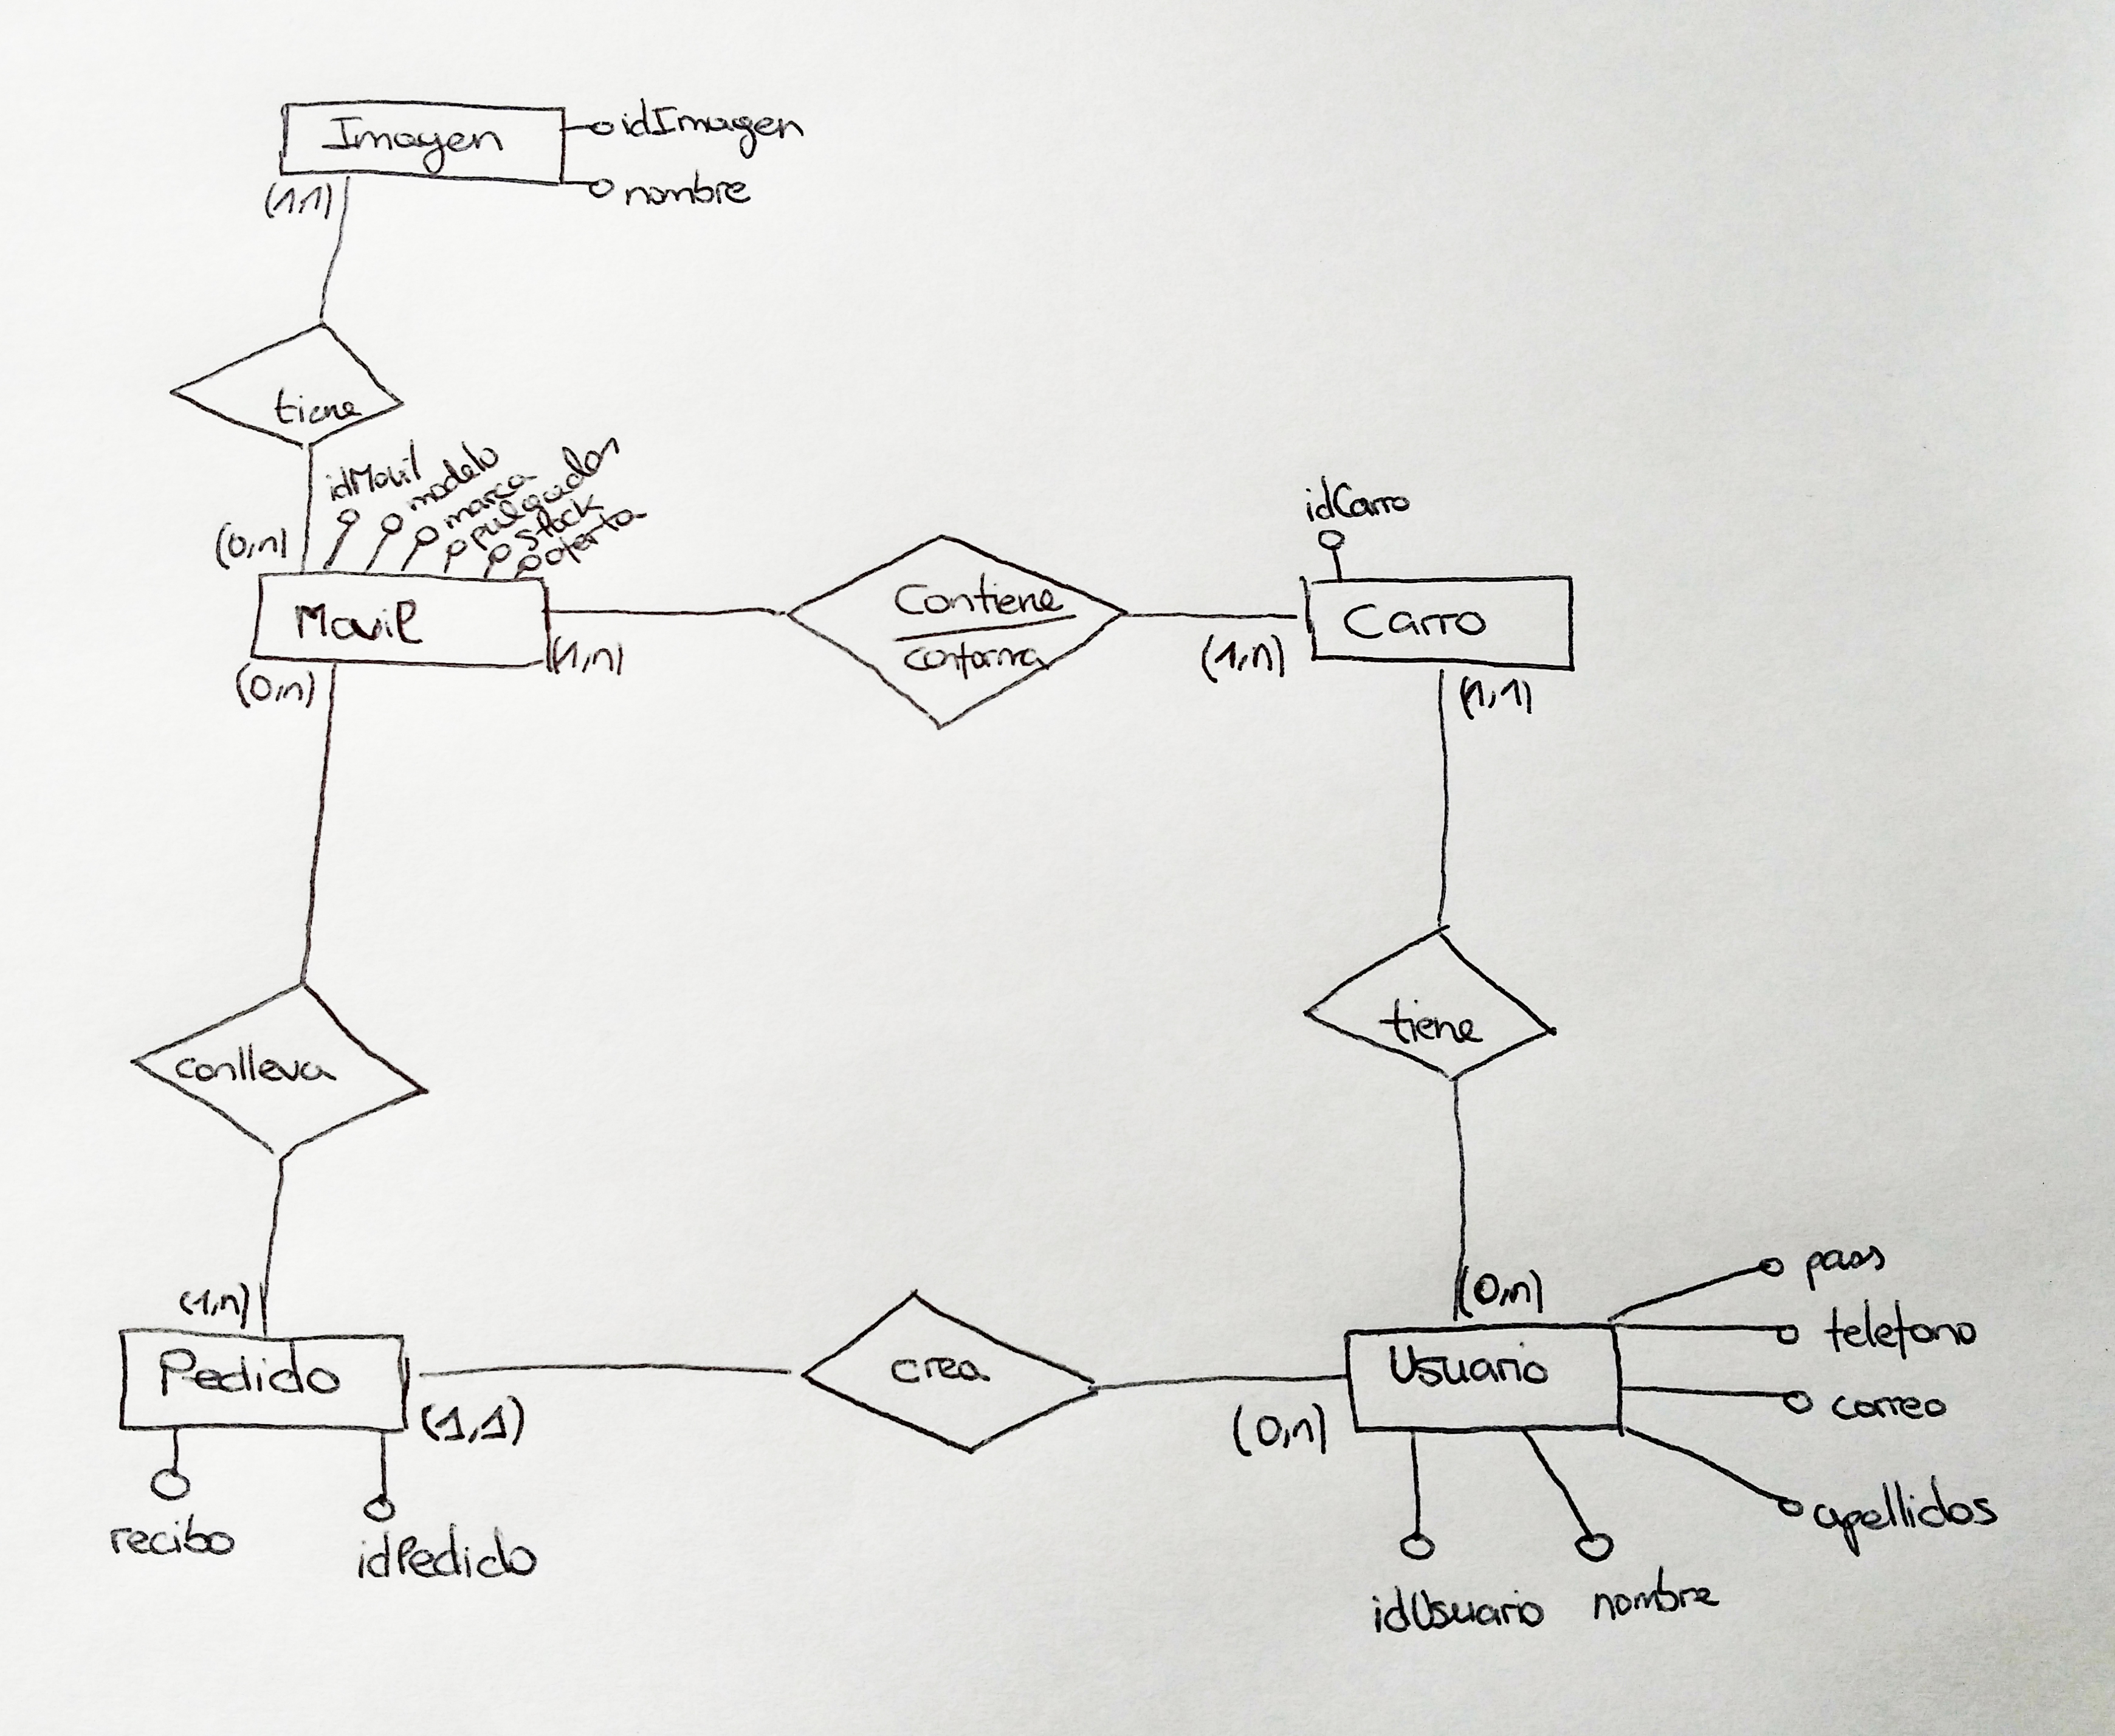 Imagen
idImagen
nombre
(1,1)
tiene
idMovil
modelo
marca
pulgadas
stock
oferta
(0,n)
Movil
(1,n)
(0,n)
Contiene
conforma
idCarro
Carro
(1,n)
(1,1)
conlleva
tiene
(1,n)
Pedido
(1,1)
recibo
idPedido
crea
(0,n)
(0,n)
Usuario
pass
telefono
correo
apellidos
idUsuario
nombre